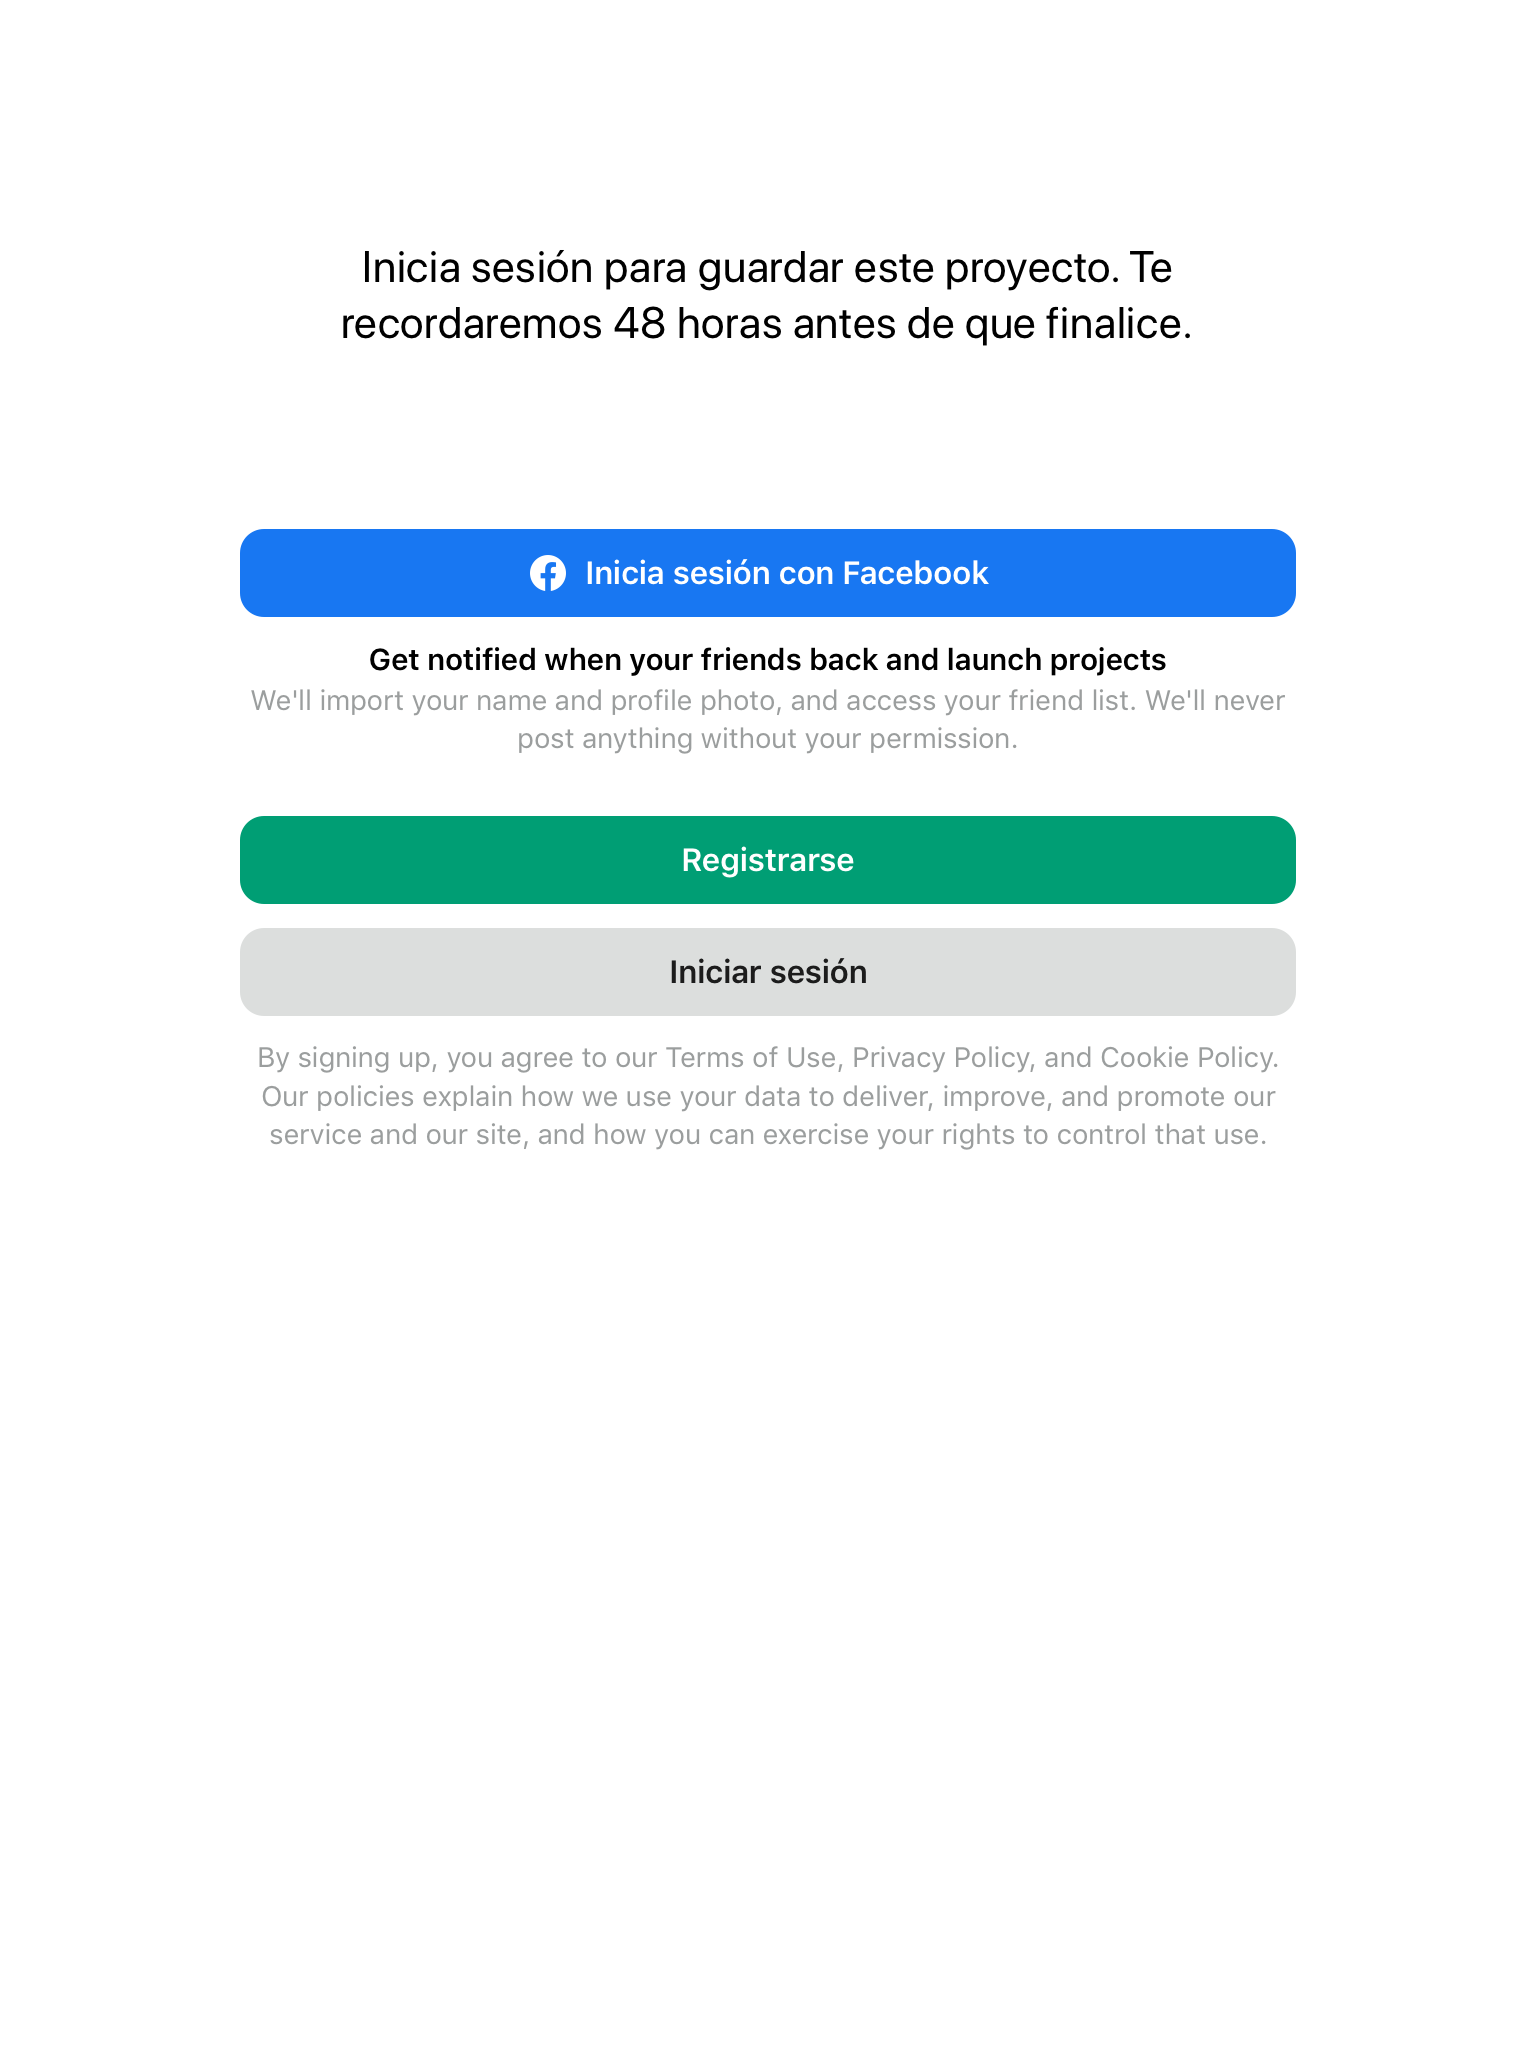 Inicia sesión para guardar este proyecto. Te
recordaremos 48 horas antes de que finalice.
Inicia sesión con Facebook
Get notified when your friends back and launch projects
We'll import your name and profile photo, and access your friend list. We'll never
post anything without your permission.
Registrarse
Iniciar sesión
By signing up, you agree to our Terms of Use, Privacy Policy, and Cookie Policy.
Our policies explain how we use your data to deliver, improve, and promote our
service and our site, and how you can exercise your rights to control that use.